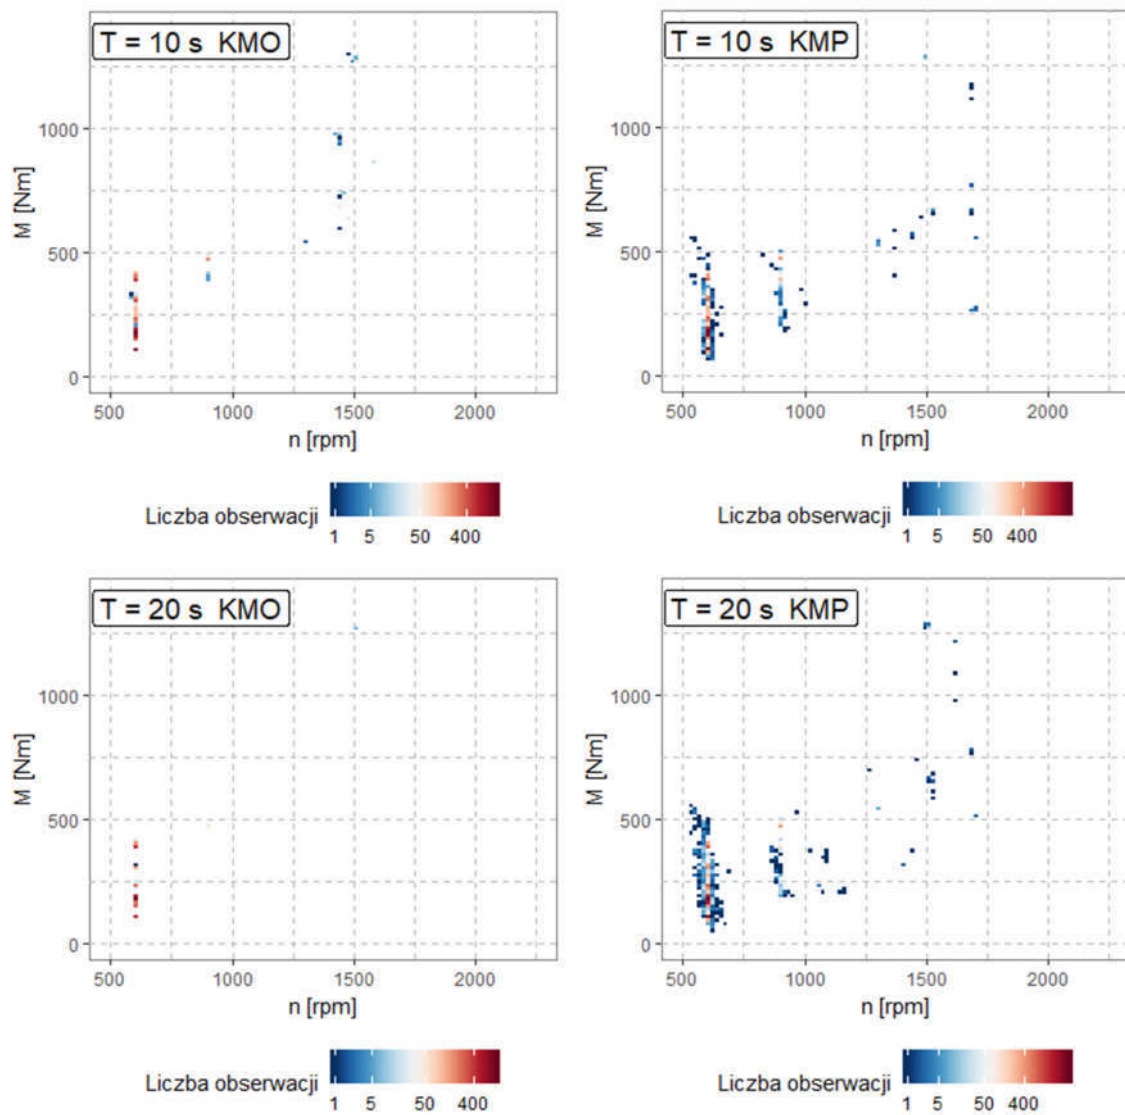 T = 10 s KMO
M [Nm]
1000
500
0
500 1000 1500 2000
n [rpm]
Liczba obserwacji
1 5 50 400
T = 10 s KMP
M [Nm]
1000
500
0
500 1000 1500 2000
n [rpm]
Liczba obserwacji
1 5 50 400
T = 20 s KMO
M [Nm]
1000
500
0
500 1000 1500 2000
n [rpm]
Liczba obserwacji
1 5 50 400
T = 20 s KMP
M [Nm]
1000
500
0
500 1000 1500 2000
n [rpm]
Liczba obserwacji
1 5 50 400